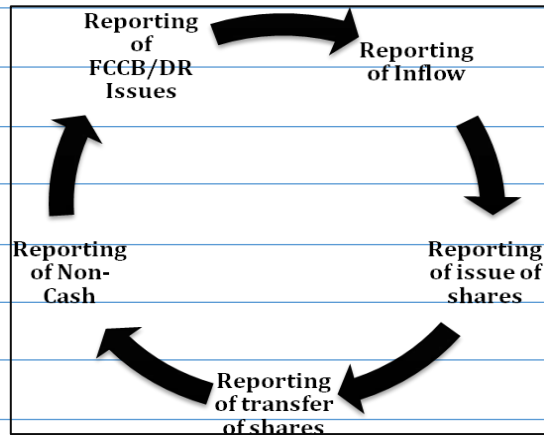 Reporting
of
FCCB/DR
Issues
Reporting
of Inflow
Reporting
of issue of
shares
Reporting
of transfer
of shares
Reporting
of Non-
Cash